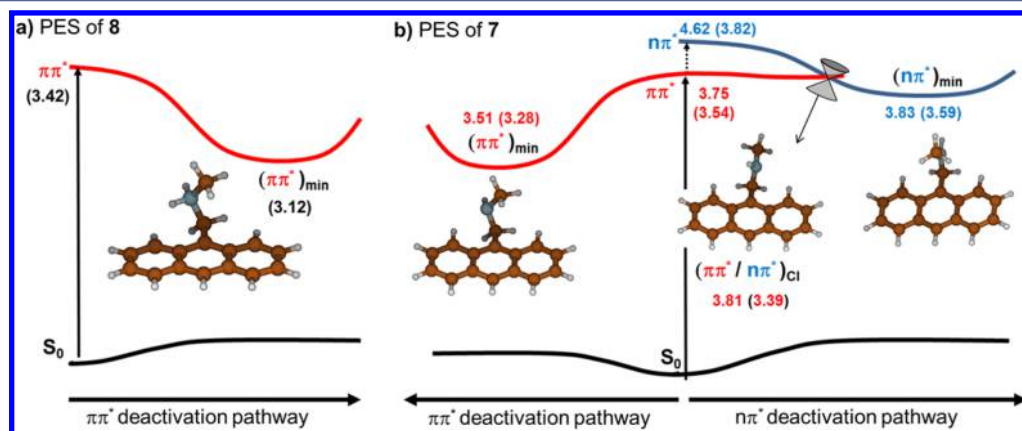 a) PES of 8
ππ*
(3.42)
(ππ*)min
(3.12)
S0
ππ* deactivation pathway
b) PES of 7
nπ*
4.62 (3.82)
ππ*
3.75
(3.54)
3.51 (3.28)
(ππ*)min
(nπ*)min
3.83 (3.59)
(ππ* / nπ*)CI
3.81 (3.39)
S0
ππ* deactivation pathway
nπ* deactivation pathway